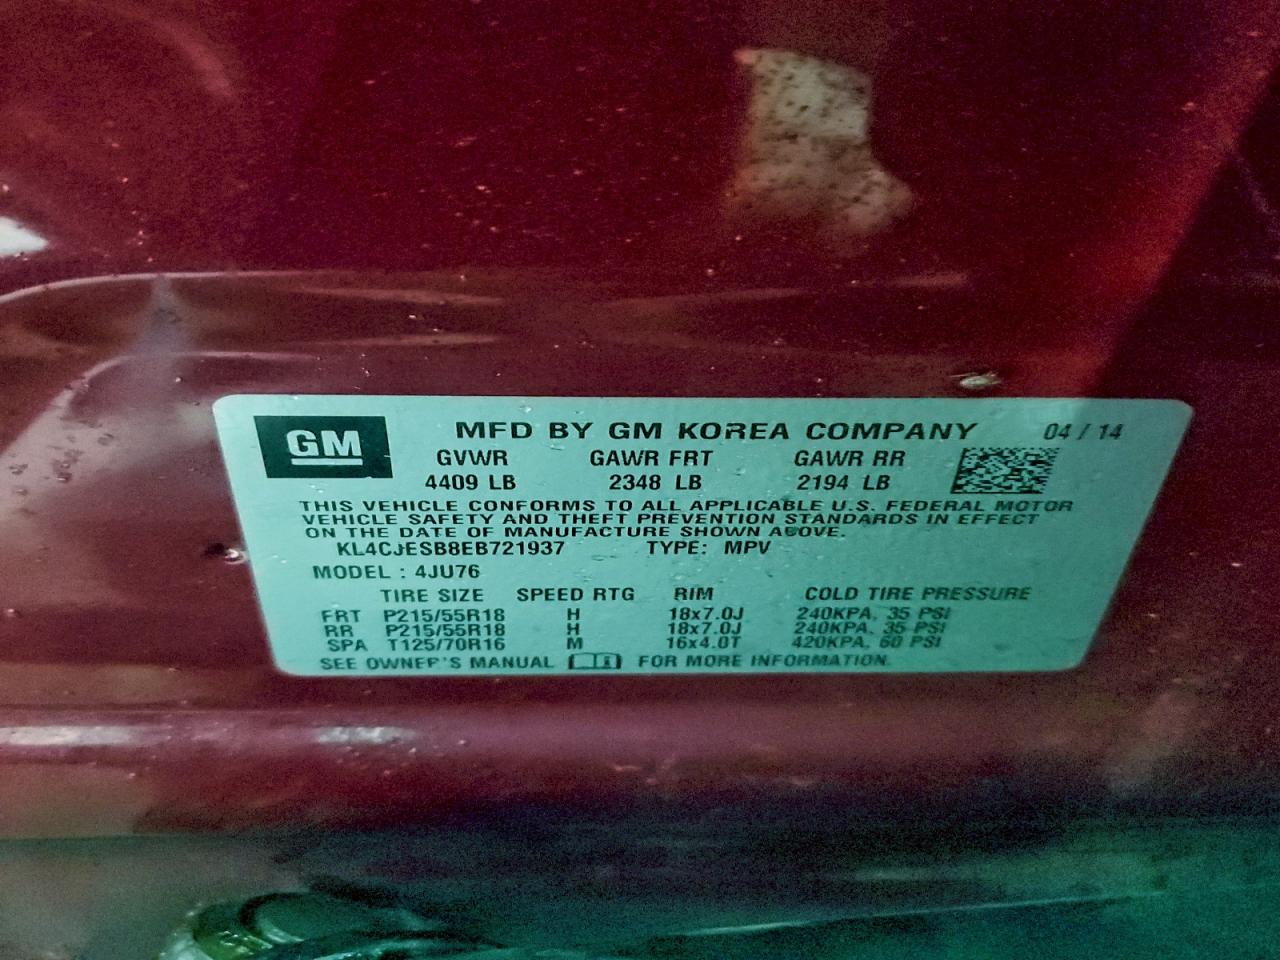 GM MFD BY GM KOREA COMPANY 04 / 14
GVWR GAWR FRT GAWR RR
4409 LB 2348 LB 2194 LB
THIS VEHICLE CONFORMS TO ALL APPLICABLE U.S. FEDERAL MOTOR
VEHICLE SAFETY AND THEFT PREVENTION STANDARDS IN EFFECT
ON THE DATE OF MANUFACTURE SHOWN ABOVE.
KL4CJESB8EB721937 TYPE: MPV
MODEL : 4JU76
TIRE SIZE SPEED RTG RIM COLD TIRE PRESSURE
FRT P215/55R18 H 18x7.0J 240KPA, 35 PSI
RR P215/55R18 H 18x7.0J 240KPA, 35 PSI
SPA T125/70R16 M 16x4.0T 420KPA, 60 PSI
SEE OWNER'S MANUAL FOR MORE INFORMATION.